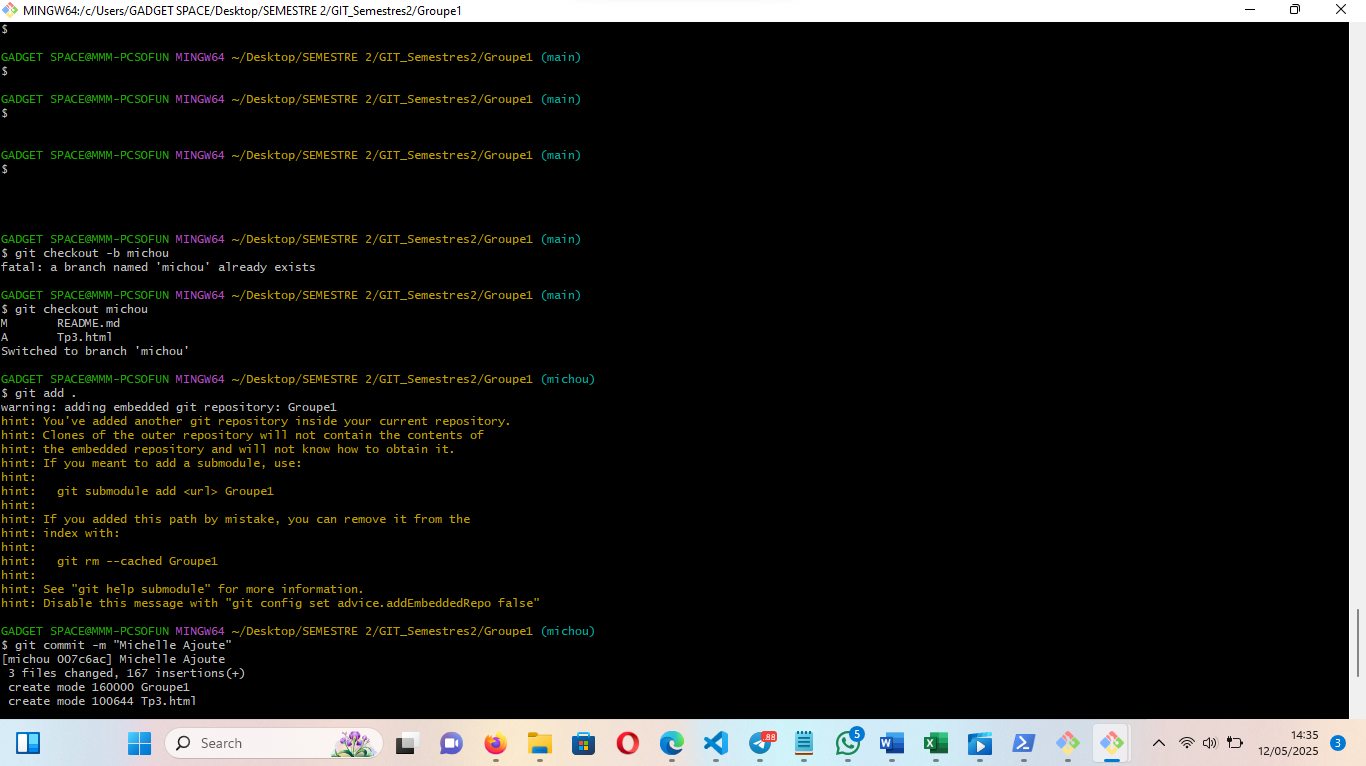 MINGW64:/c/Users/GADGET SPACE/Desktop/SEMESTRE 2/GIT_Semestres2/Groupe1
$
GADGET SPACE@MMM-PCSOFUN MINGW64 ~/Desktop/SEMESTRE 2/GIT_Semestres2/Groupe1 (main)
$
GADGET SPACE@MMM-PCSOFUN MINGW64 ~/Desktop/SEMESTRE 2/GIT_Semestres2/Groupe1 (main)
$
GADGET SPACE@MMM-PCSOFUN MINGW64 ~/Desktop/SEMESTRE 2/GIT_Semestres2/Groupe1 (main)
$
GADGET SPACE@MMM-PCSOFUN MINGW64 ~/Desktop/SEMESTRE 2/GIT_Semestres2/Groupe1 (main)
$ git checkout -b michou
fatal: a branch named 'michou' already exists
GADGET SPACE@MMM-PCSOFUN MINGW64 ~/Desktop/SEMESTRE 2/GIT_Semestres2/Groupe1 (main)
$ git checkout michou
M       README.md
A       Tp3.html
Switched to branch 'michou'
GADGET SPACE@MMM-PCSOFUN MINGW64 ~/Desktop/SEMESTRE 2/GIT_Semestres2/Groupe1 (michou)
$ git add .
warning: adding embedded git repository: Groupe1
hint: You've added another git repository inside your current repository.
hint: Clones of the outer repository will not contain the contents of
hint: the embedded repository and will not know how to obtain it.
hint: If you meant to add a submodule, use:
hint:
hint:   git submodule add <url> Groupe1
hint:
hint: If you added this path by mistake, you can remove it from the
hint: index with:
hint:
hint:   git rm --cached Groupe1
hint:
hint: See "git help submodule" for more information.
hint: Disable this message with "git config set advice.addEmbeddedRepo false"
GADGET SPACE@MMM-PCSOFUN MINGW64 ~/Desktop/SEMESTRE 2/GIT_Semestres2/Groupe1 (michou)
$ git commit -m "Michelle Ajoute"
[michou 007c6ac] Michelle Ajoute
 3 files changed, 167 insertions(+)
 create mode 160000 Groupe1
 create mode 100644 Tp3.html
Search
88
5
14:35
12/05/2025
3